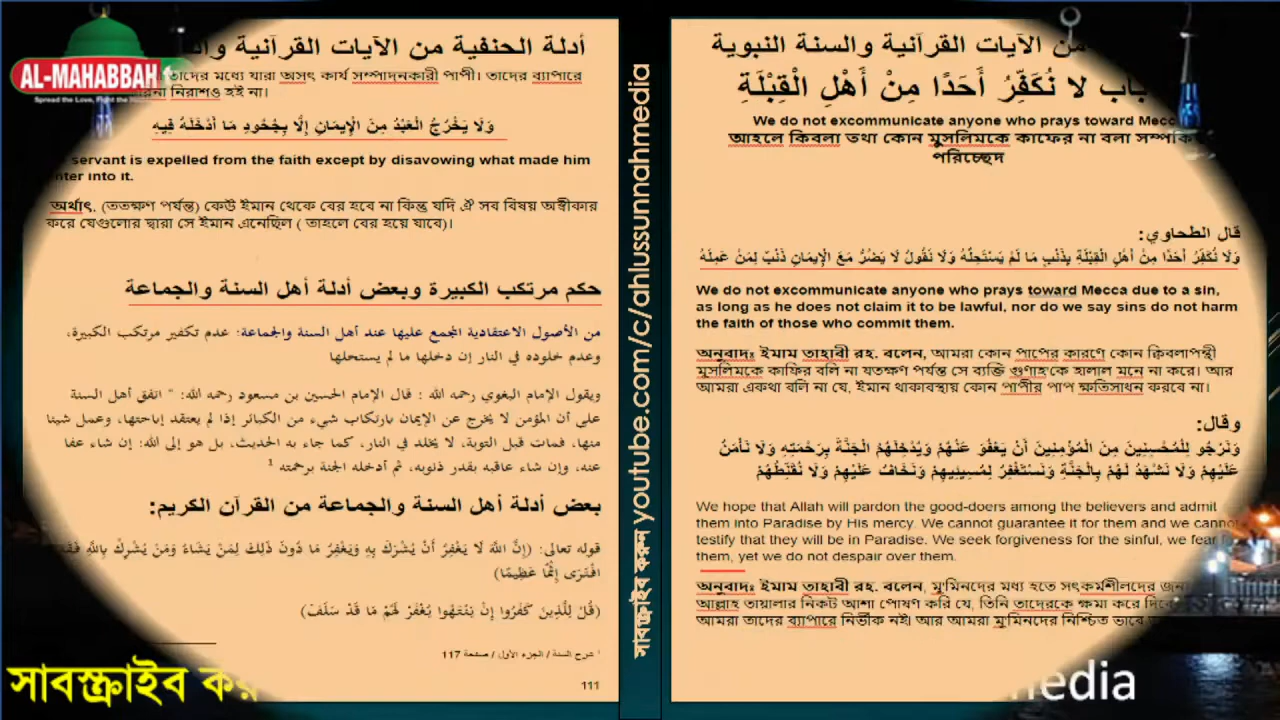 AL-MAHABBAH
Spread the Love, Fight the
أدلة الحنفية من الآيات القرآنية
তাদের মধ্যে যারা অসৎ কার্য সম্পাদনকারী পাপী। তাদের ব্যাপারে
নিরাশও হই না।
وَلَا يَخْرُجُ الْعَبْدُ مِنَ الْإِيمَانِ إِلَّا بِجُحُودِ مَا أَدْخَلَهُ فِيهِ
servant is expelled from the faith except by disavowing what made him
nter into it.
অর্থাৎ, (ততক্ষণ পর্যন্ত) কেউ ইমান থেকে বের হবে না কিন্তু যদি ঐ সব বিষয় অস্বীকার
করে যেগুলোর দ্বারা সে ইমান এনেছিল ( তাহলে বের হয়ে যাবে)।
حكم مرتكب الكبيرة وبعض أدلة أهل السنة والجماعة
من الأصول الاعتقادية المجمع عليها عند أهل السنة والجماعة: عدم تكفير مرتكب الكبيرة،
وعدم خلوده في النار إن دخلها ما لم يستحلها
ويقول الإمام البغوي رحمه الله : قال الإمام الحسين بن مسعود رحمه الله: " اتفق أهل السنة
على أن المؤمن لا يخرج عن الإيمان بارتكاب شيء من الكبائر إذا لم يعتقد إباحتها، وعمل شيئا
منها، فمات قبل التوبة، لا يخلد في النار، كما جاء به الحديث، بل هو إلى الله: إن شاء عفا
عنه، وإن شاء عاقبه بقدر ذنوبه، ثم أدخله الجنة برحمته ¹
بعض أدلة أهل السنة والجماعة من القرآن الكريم:
قوله تعالى: (إِنَّ اللَّهَ لَا يَغْفِرُ أَنْ يُشْرَكَ بِهِ وَيَغْفِرُ مَا دُونَ ذَلِكَ لِمَنْ يَشَاءُ وَمَنْ يُشْرِكْ بِاللَّهِ فَقَدِ
افْتَرَى إِثْمًا عَظِيمًا)
(قُلْ لِلَّذِينَ كَفَرُوا إِنْ يَنْتَهُوا يُغْفَرْ لَهُمْ مَا قَدْ سَلَفَ)
¹ شرح السنة / الجزء الأول / صفحة 117
111
সাবস্ক্রাইব করুন youtube.com/c/ahlussunnahmedia
من الآيات القرآنية والسنة النبوية
باب لا نُكَفِّرُ أَحَدًا مِنْ أَهْلِ الْقِبْلَةِ
We do not excommunicate anyone who prays toward Mecc
আহলে কিবলা তথা কোন মুসলিমকে কাফের না বলা সম্পর্কি
পরিচ্ছেদ
قال الطحاوي:
وَلَا نُكَفِّرُ أَحَدًا مِنْ أَهْلِ الْقِبْلَةِ بِذَنْبٍ مَا لَمْ يَسْتَحِلَّهُ وَلَا نَقُولُ لَا يَضُرُّ مَعَ الْإِيمَانِ ذَنْبٌ لِمَنْ عَمِلَهُ
We do not excommunicate anyone who prays toward Mecca due to a sin,
as long as he does not claim it to be lawful, nor do we say sins do not harm
the faith of those who commit them.
অনুবাদঃ ইমাম তাহাবী রহ. বলেন, আমরা কোন পাপের কারণে কোন ক্বিবলাপন্থী
মুসলিমকে কাফির বলি না যতক্ষণ পর্যন্ত সে ব্যক্তি গুণাহ'কে হালাল মনে না করে। আর
আমরা একথা বলি না যে, ইমান থাকাবস্থায় কোন পাপীর পাপ ক্ষতিসাধন করবে না।
وقال:
وَنَرْجُو لِلْمُحْسِنِينَ مِنَ الْمُؤْمِنِينَ أَنْ يَعْفُوَ عَنْهُمْ وَيُدْخِلَهُمُ الْجَنَّةَ بِرَحْمَتِهِ وَلَا نَأْمَنُ
عَلَيْهِمْ وَلَا نَشْهَدُ لَهُمْ بِالْجَنَّةِ وَنَسْتَغْفِرُ لِمُسِيئِهِمْ وَنَخَافُ عَلَيْهِمْ وَلَا نُقَنِّطُهُمْ
We hope that Allah will pardon the good-doers among the believers and admit
them into Paradise by His mercy. We cannot guarantee it for them and we cannot
testify that they will be in Paradise. We seek forgiveness for the sinful, we fear f
them, yet we do not despair over them.
অনুবাদঃ ইমাম তাহাবী রহ. বলেন, মু'মিনদের মধ্য হতে সৎকর্মশীলদের জন্য
আল্লাহ তায়ালার নিকট আশা পোষণ করি যে, তিনি তাদেরকে ক্ষমা করে দিবে
আমরা তাদের ব্যাপারে নির্ভীক নই। আর আমরা মু'মিনদের নিশ্চিত ভাবে
সাবস্ক্রাইব কর
media